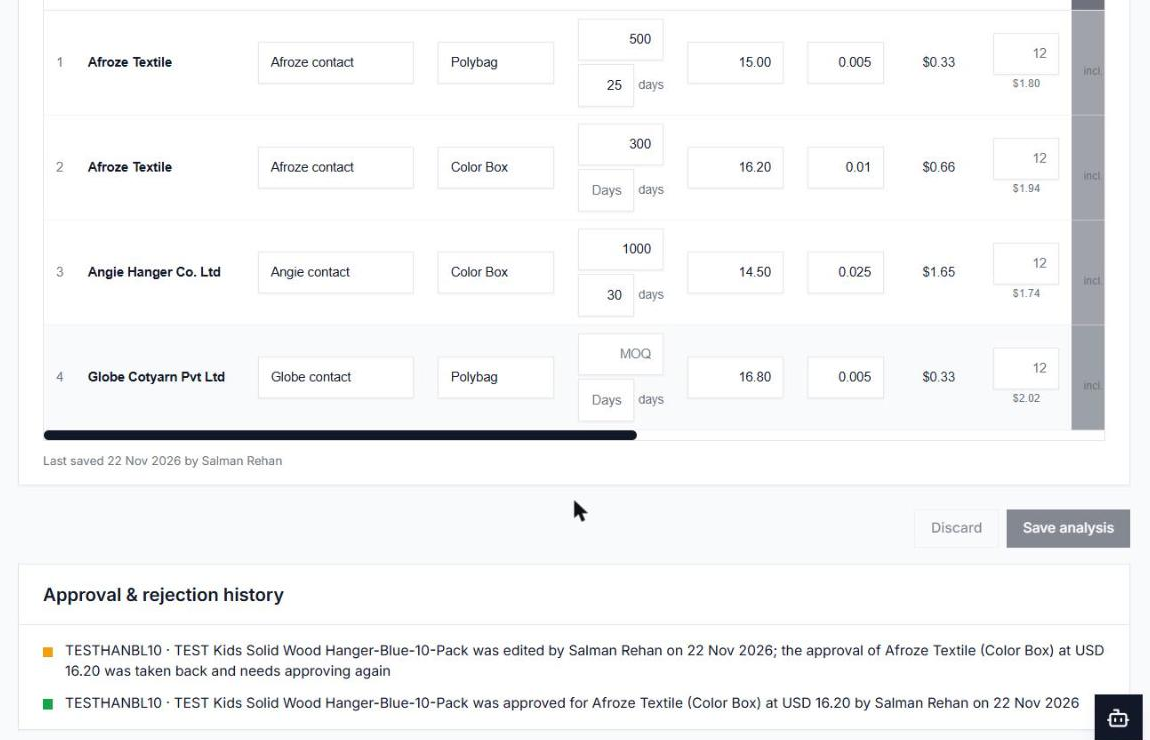 500
1 Afroze Textile Afroze contact Polybag 15.00 0.005 $0.33 12
25 days $1.80 incl.
300
2 Afroze Textile Afroze contact Color Box 16.20 0.01 $0.66 12
Days days $1.94 incl.
1000
3 Angie Hanger Co. Ltd Angie contact Color Box 14.50 0.025 $1.65 12
30 days $1.74 incl.
MOQ
4 Globe Cotyarn Pvt Ltd Globe contact Polybag 16.80 0.005 $0.33 12
Days days $2.02 incl.
Last saved 22 Nov 2026 by Salman Rehan
Discard Save analysis
Approval & rejection history
TESTHANBL10 · TEST Kids Solid Wood Hanger-Blue-10-Pack was edited by Salman Rehan on 22 Nov 2026; the approval of Afroze Textile (Color Box) at USD
16.20 was taken back and needs approving again
TESTHANBL10 · TEST Kids Solid Wood Hanger-Blue-10-Pack was approved for Afroze Textile (Color Box) at USD 16.20 by Salman Rehan on 22 Nov 2026